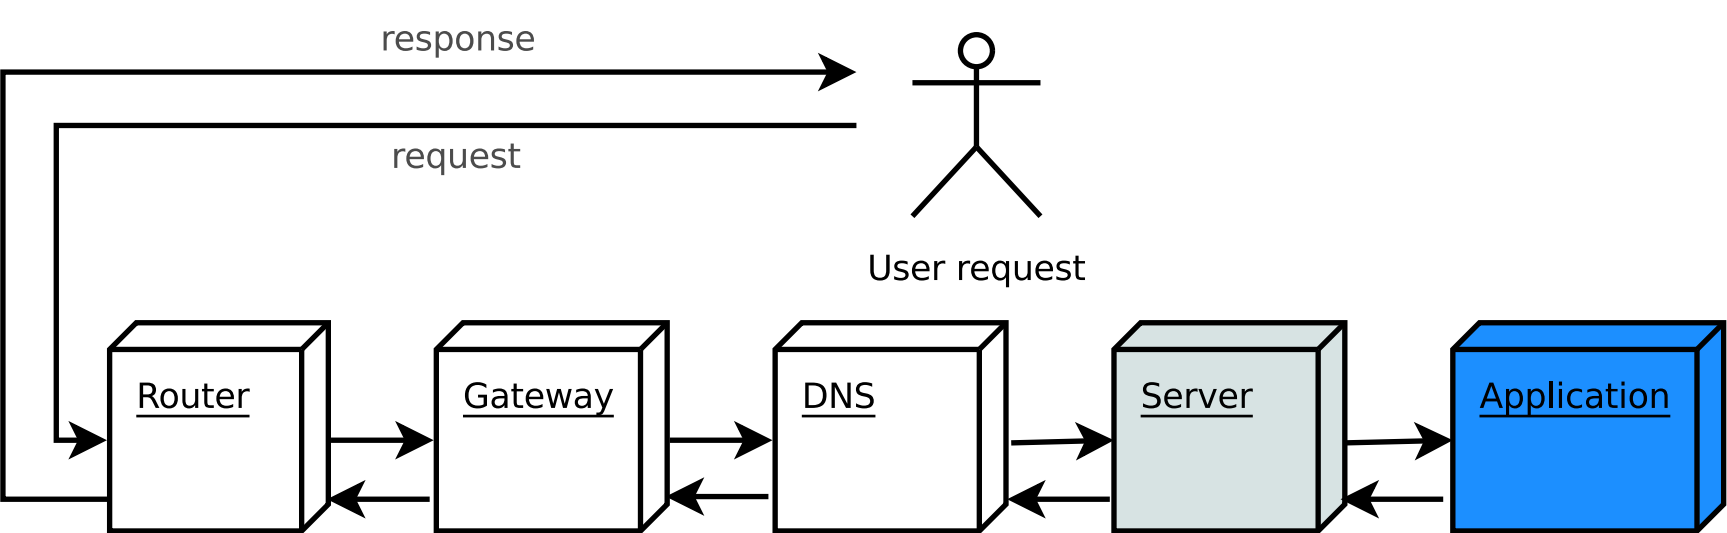 response
request
User request
Router
Gateway
DNS
Server
Application